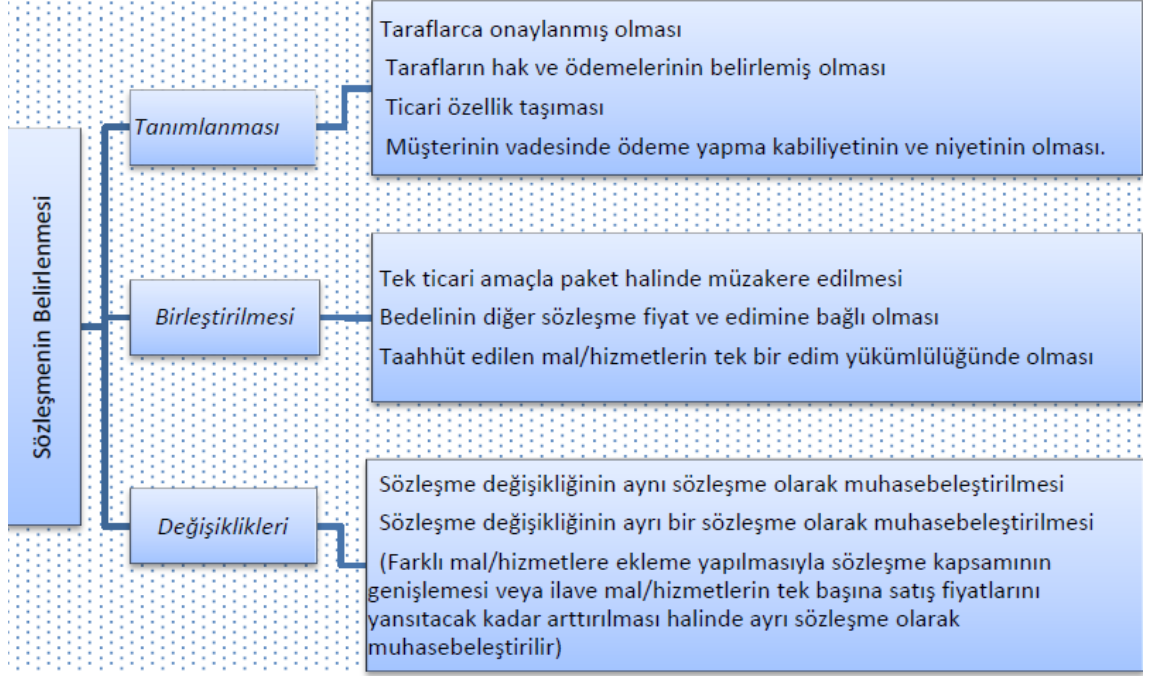 Sözleşmenin Belirlenmesi
Tanımlanması
Taraflarca onaylanmış olması
Tarafların hak ve ödemelerinin belirlemiş olması
Ticari özellik taşıması
Müşterinin vadesinde ödeme yapma kabiliyetinin ve niyetinin olması.
Birleştirilmesi
Tek ticari amaçla paket halinde müzakere edilmesi
Bedelinin diğer sözleşme fiyat ve edimine bağlı olması
Taahhüt edilen mal/hizmetlerin tek bir edim yükümlülüğünde olması
Değişiklikleri
Sözleşme değişikliğinin aynı sözleşme olarak muhasebeleştirilmesi
Sözleşme değişikliğinin ayrı bir sözleşme olarak muhasebeleştirilmesi
(Farklı mal/hizmetlere ekleme yapılmasıyla sözleşme kapsamının
genişlemesi veya ilave mal/hizmetlerin tek başına satış fiyatlarını
yansıtacak kadar arttırılması halinde ayrı sözleşme olarak
muhasebeleştirilir)